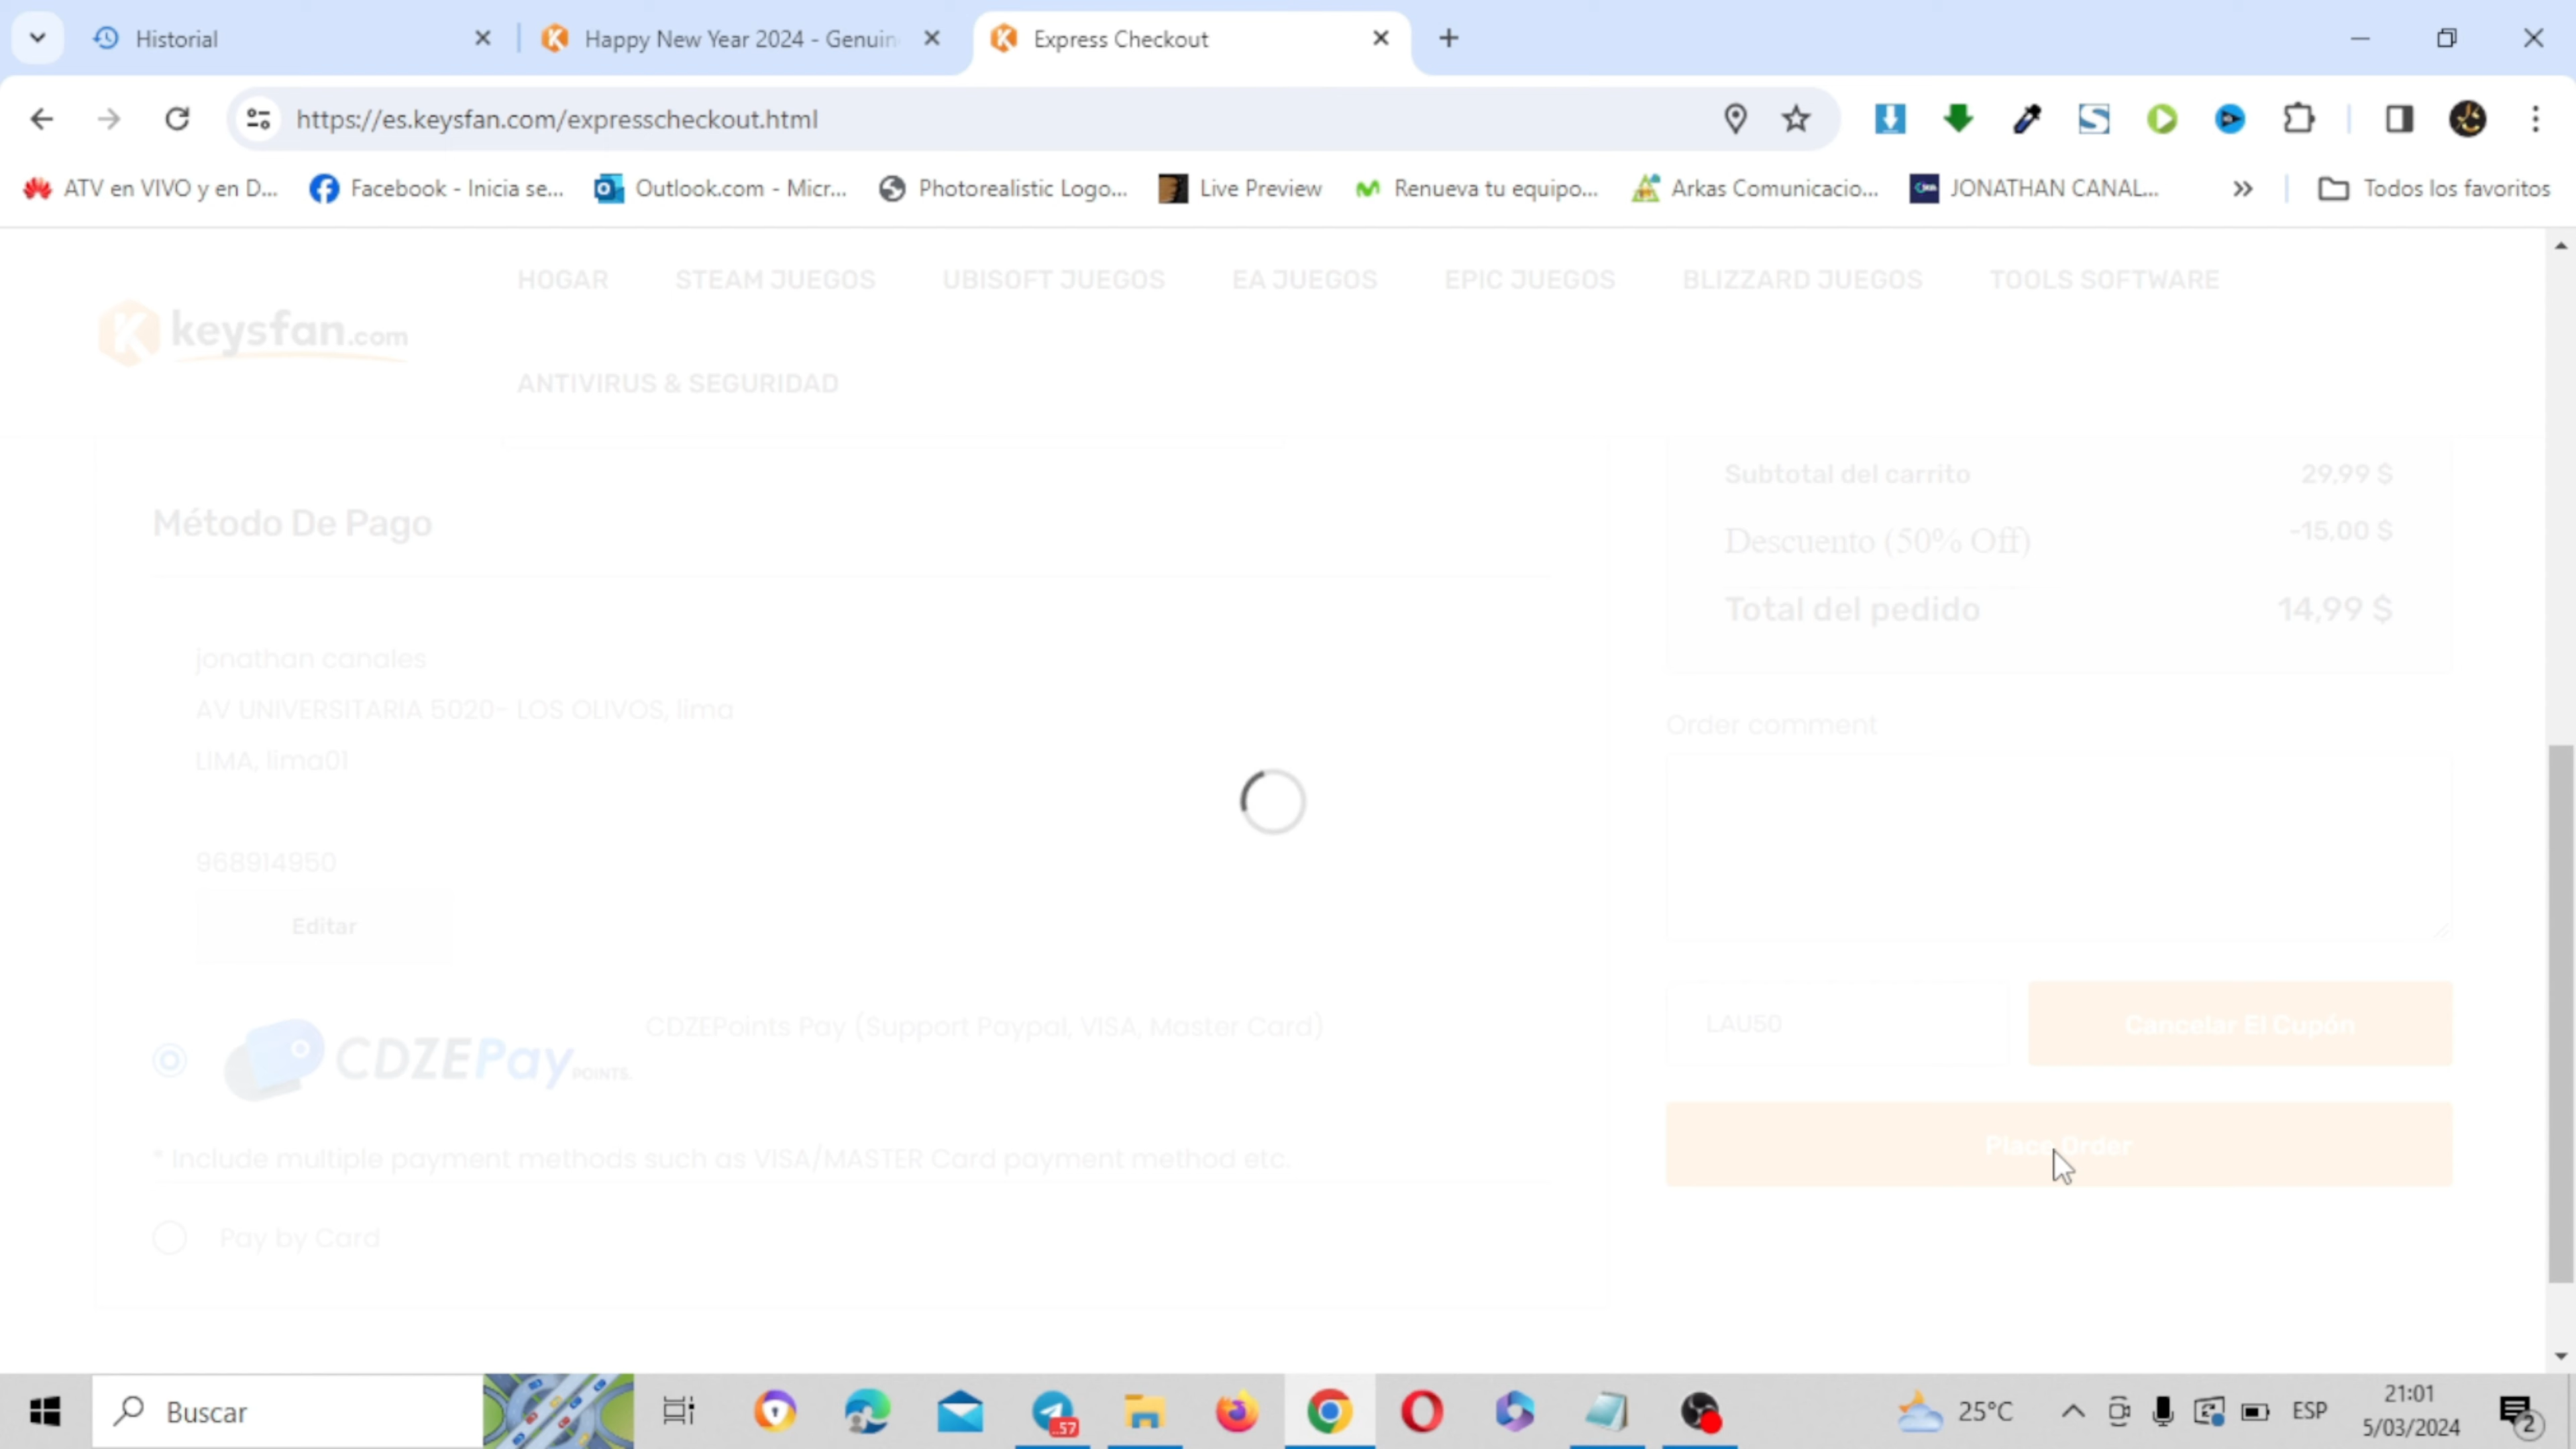 Historial
Happy New Year 2024 - Genuin
Express Checkout
https://es.keysfan.com/expresscheckout.html
ATV en VIVO y en D...
Facebook - Inicia se...
Outlook.com - Micr...
Photorealistic Logo...
Live Preview
Renueva tu equipo...
Arkas Comunicacio...
JONATHAN CANAL...
Todos los favoritos
keysfan.com
HOGAR
STEAM JUEGOS
UBISOFT JUEGOS
EA JUEGOS
EPIC JUEGOS
BLIZZARD JUEGOS
TOOLS SOFTWARE
ANTIVIRUS & SEGURIDAD
Método De Pago
jonathan canales
AV UNIVERSITARIA 5020- LOS OLIVOS, lima
LIMA, lima01
968914950
Editar
CDZEPay POINTS.
CDZEPoints Pay (Support Paypal, VISA, Master Card)
* Include multiple payment methods such as VISA/MASTER Card payment method etc.
Pay by Card
Subtotal del carrito 29,99 $
Descuento (50% Off) -15,00 $
Total del pedido 14,99 $
Order comment
LAU50
Cancelar El Cupón
Place Order
Buscar
57
25°C
ESP
21:01
5/03/2024
2